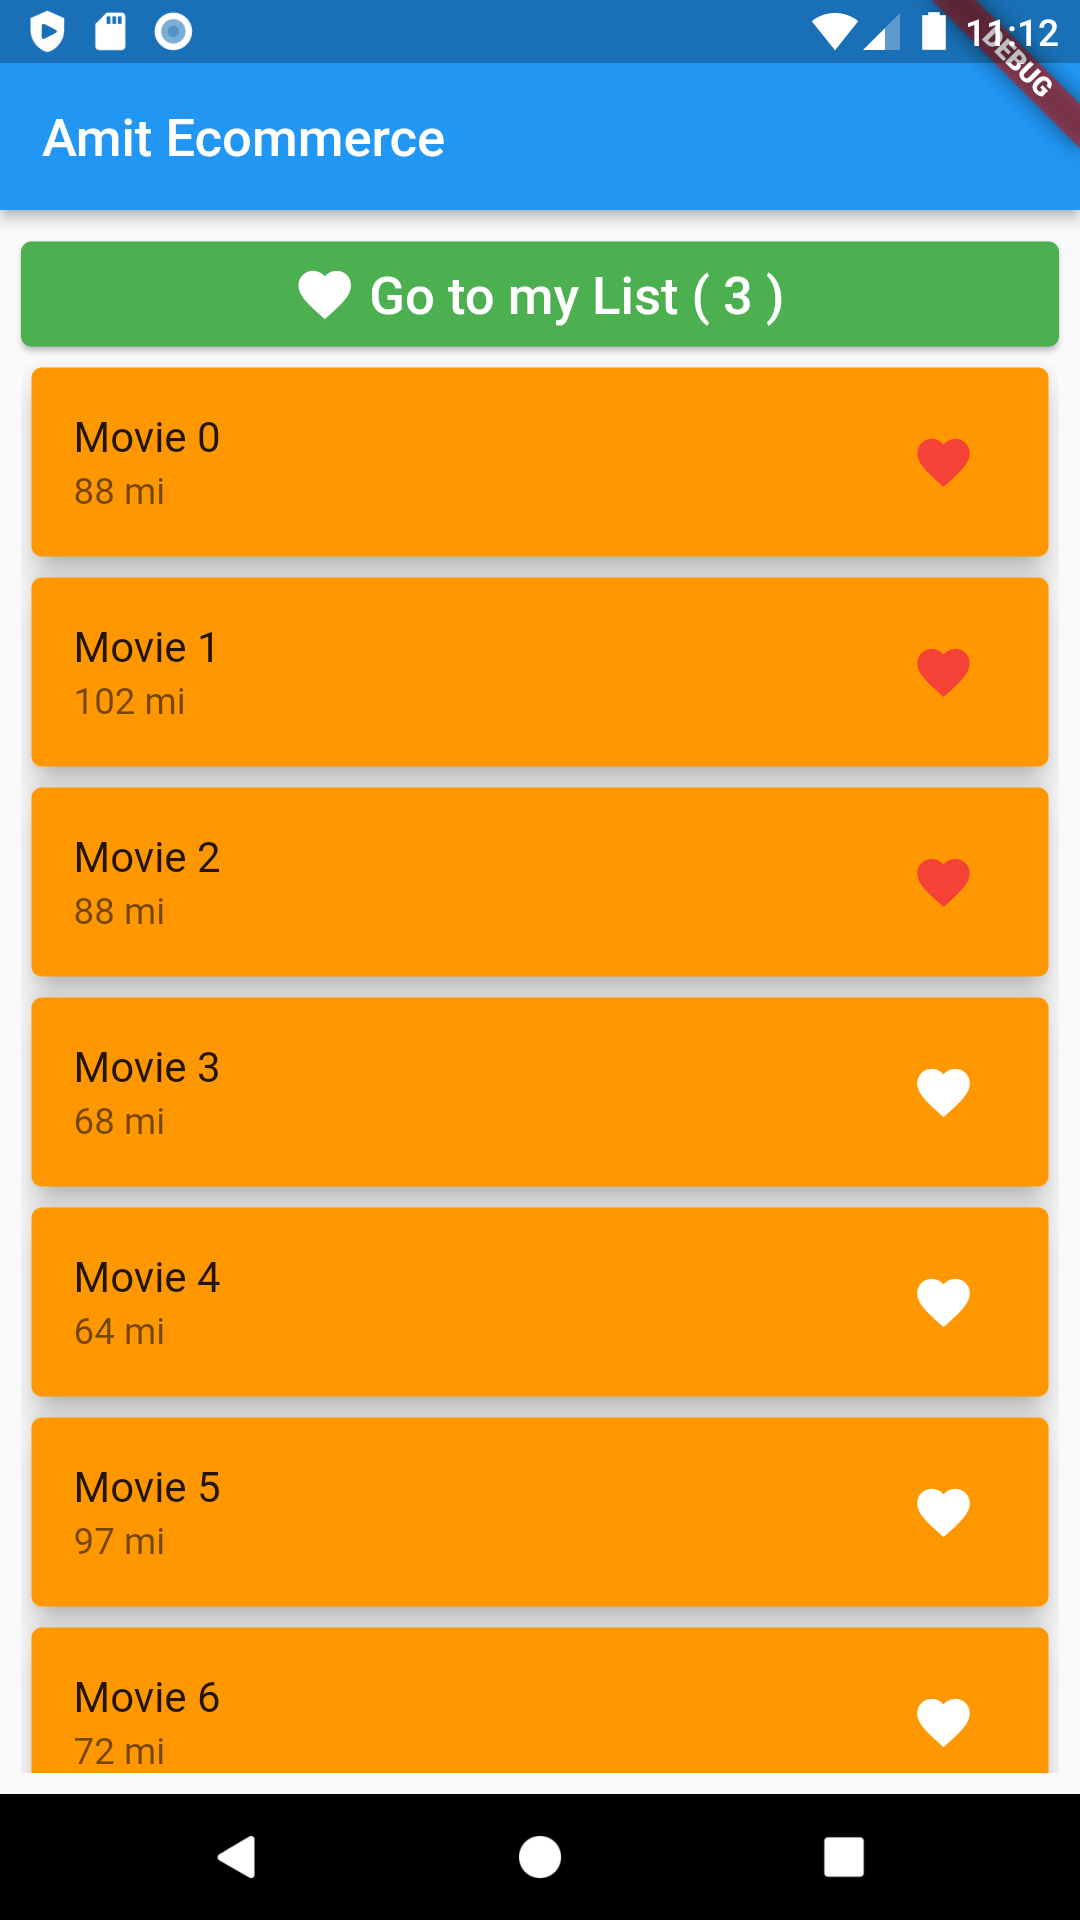 11:12
DEBUG
Amit Ecommerce
Go to my List ( 3 )
Movie 0
88 mi
Movie 1
102 mi
Movie 2
88 mi
Movie 3
68 mi
Movie 4
64 mi
Movie 5
97 mi
Movie 6
72 mi